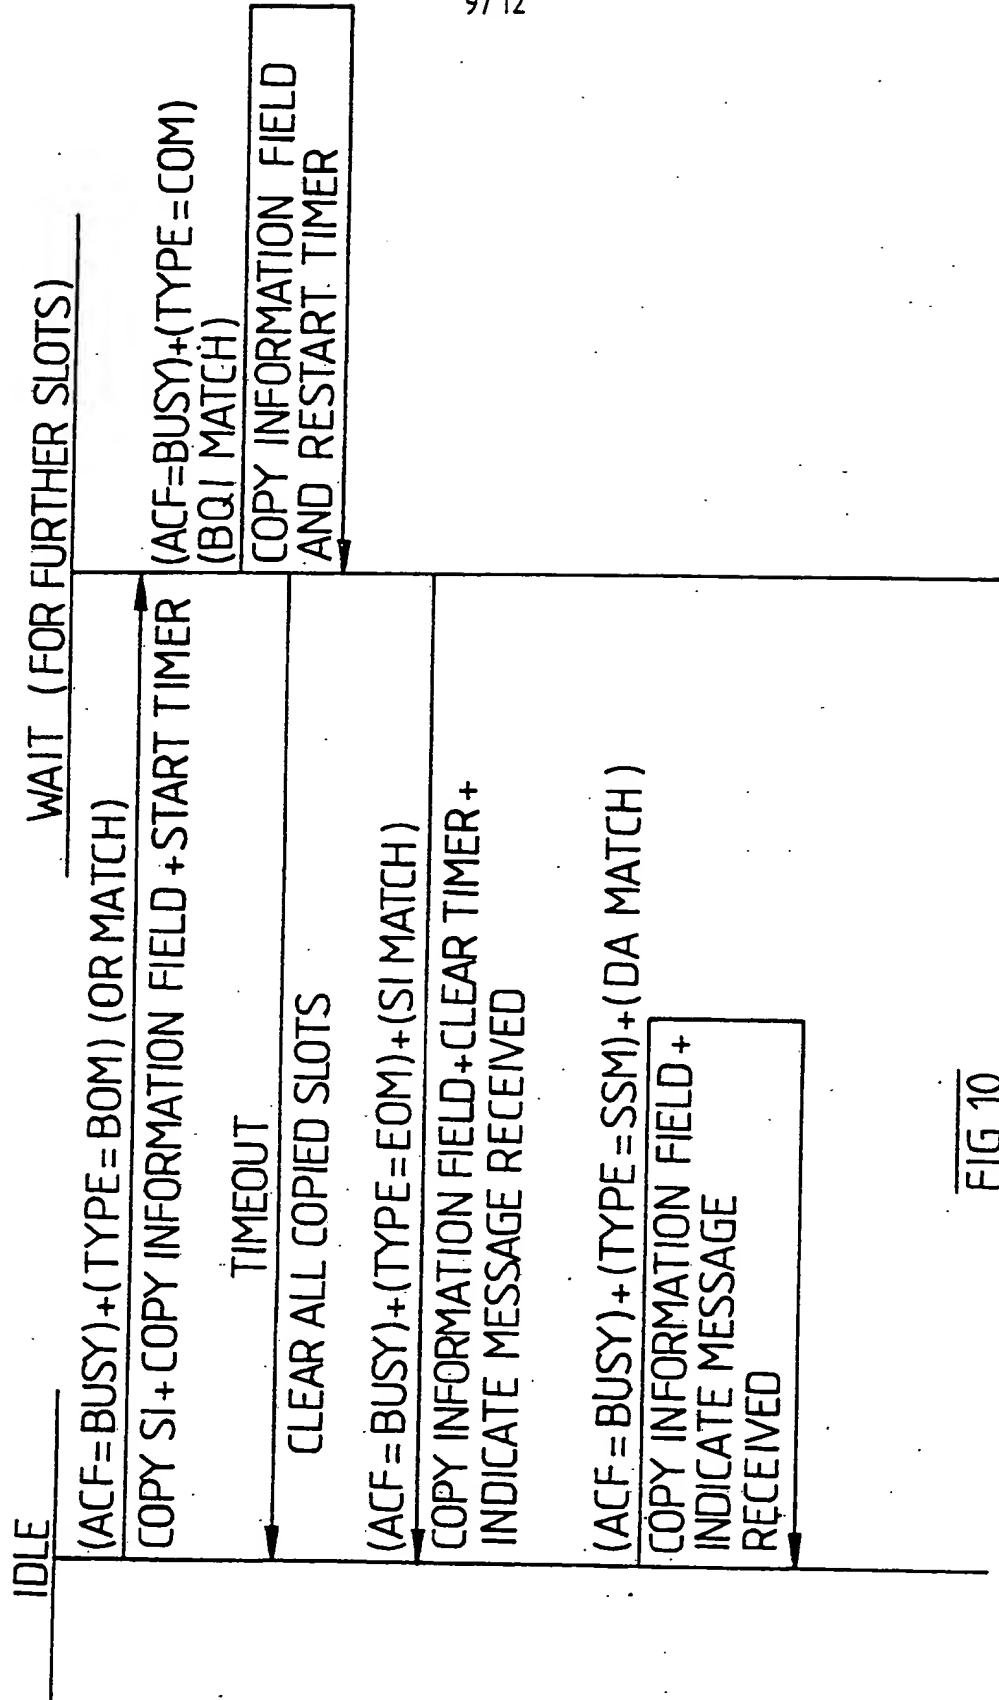 9/12
IDLE
WAIT (FOR FURTHER SLOTS)
(ACF=BUSY)+(TYPE=BOM) (OR MATCH)
COPY SI+COPY INFORMATION FIELD+START TIMER
(ACF=BUSY)+(TYPE=COM)
(BQI MATCH)
COPY INFORMATION FIELD
AND RESTART TIMER
TIMEOUT
CLEAR ALL COPIED SLOTS
(ACF=BUSY)+(TYPE=EOM)+(SI MATCH)
COPY INFORMATION FIELD+CLEAR TIMER+
INDICATE MESSAGE RECEIVED
(ACF=BUSY)+(TYPE=SSM)+(DA MATCH)
COPY INFORMATION FIELD+
INDICATE MESSAGE
RECEIVED
FIG 10